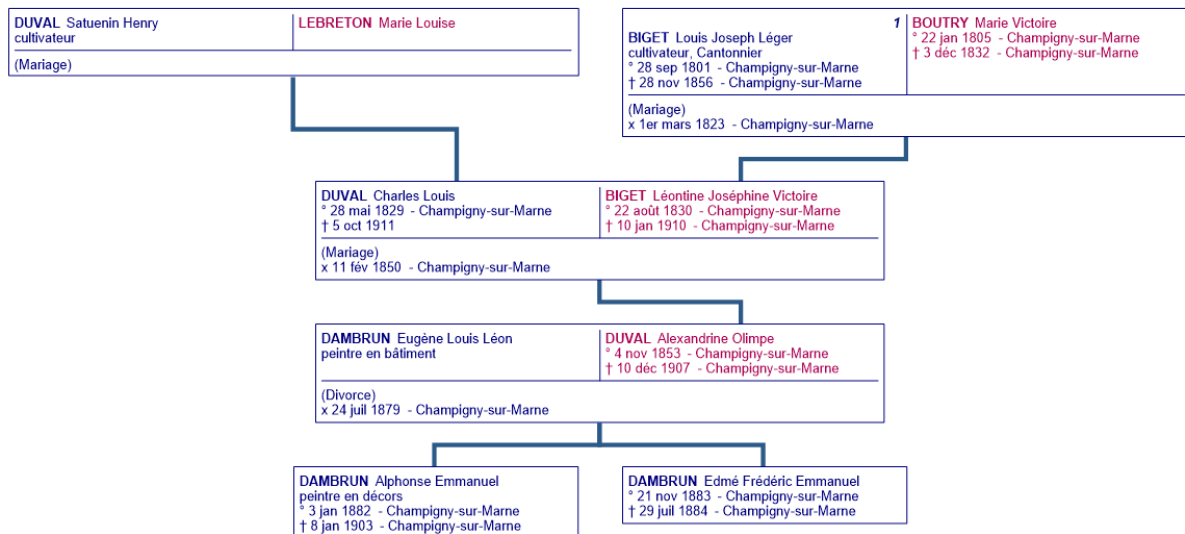 DUVAL Satuenin Henry
cultivateur
LEBRETON Marie Louise
(Mariage)
1
BIGET Louis Joseph Léger
cultivateur, Cantonnier
° 28 sep 1801 - Champigny-sur-Marne
† 28 nov 1856 - Champigny-sur-Marne
BOUTRY Marie Victoire
° 22 jan 1805 - Champigny-sur-Marne
† 3 déc 1832 - Champigny-sur-Marne
(Mariage)
x 1er mars 1823 - Champigny-sur-Marne
DUVAL Charles Louis
° 28 mai 1829 - Champigny-sur-Marne
† 5 oct 1911
BIGET Léontine Joséphine Victoire
° 22 août 1830 - Champigny-sur-Marne
† 10 jan 1910 - Champigny-sur-Marne
(Mariage)
x 11 fév 1850 - Champigny-sur-Marne
DAMBRUN Eugène Louis Léon
peintre en bâtiment
DUVAL Alexandrine Olimpe
° 4 nov 1853 - Champigny-sur-Marne
† 10 déc 1907 - Champigny-sur-Marne
(Divorce)
x 24 juil 1879 - Champigny-sur-Marne
DAMBRUN Alphonse Emmanuel
peintre en décors
° 3 jan 1882 - Champigny-sur-Marne
† 8 jan 1903 - Champigny-sur-Marne
DAMBRUN Edmé Frédéric Emmanuel
° 21 nov 1883 - Champigny-sur-Marne
† 29 juil 1884 - Champigny-sur-Marne